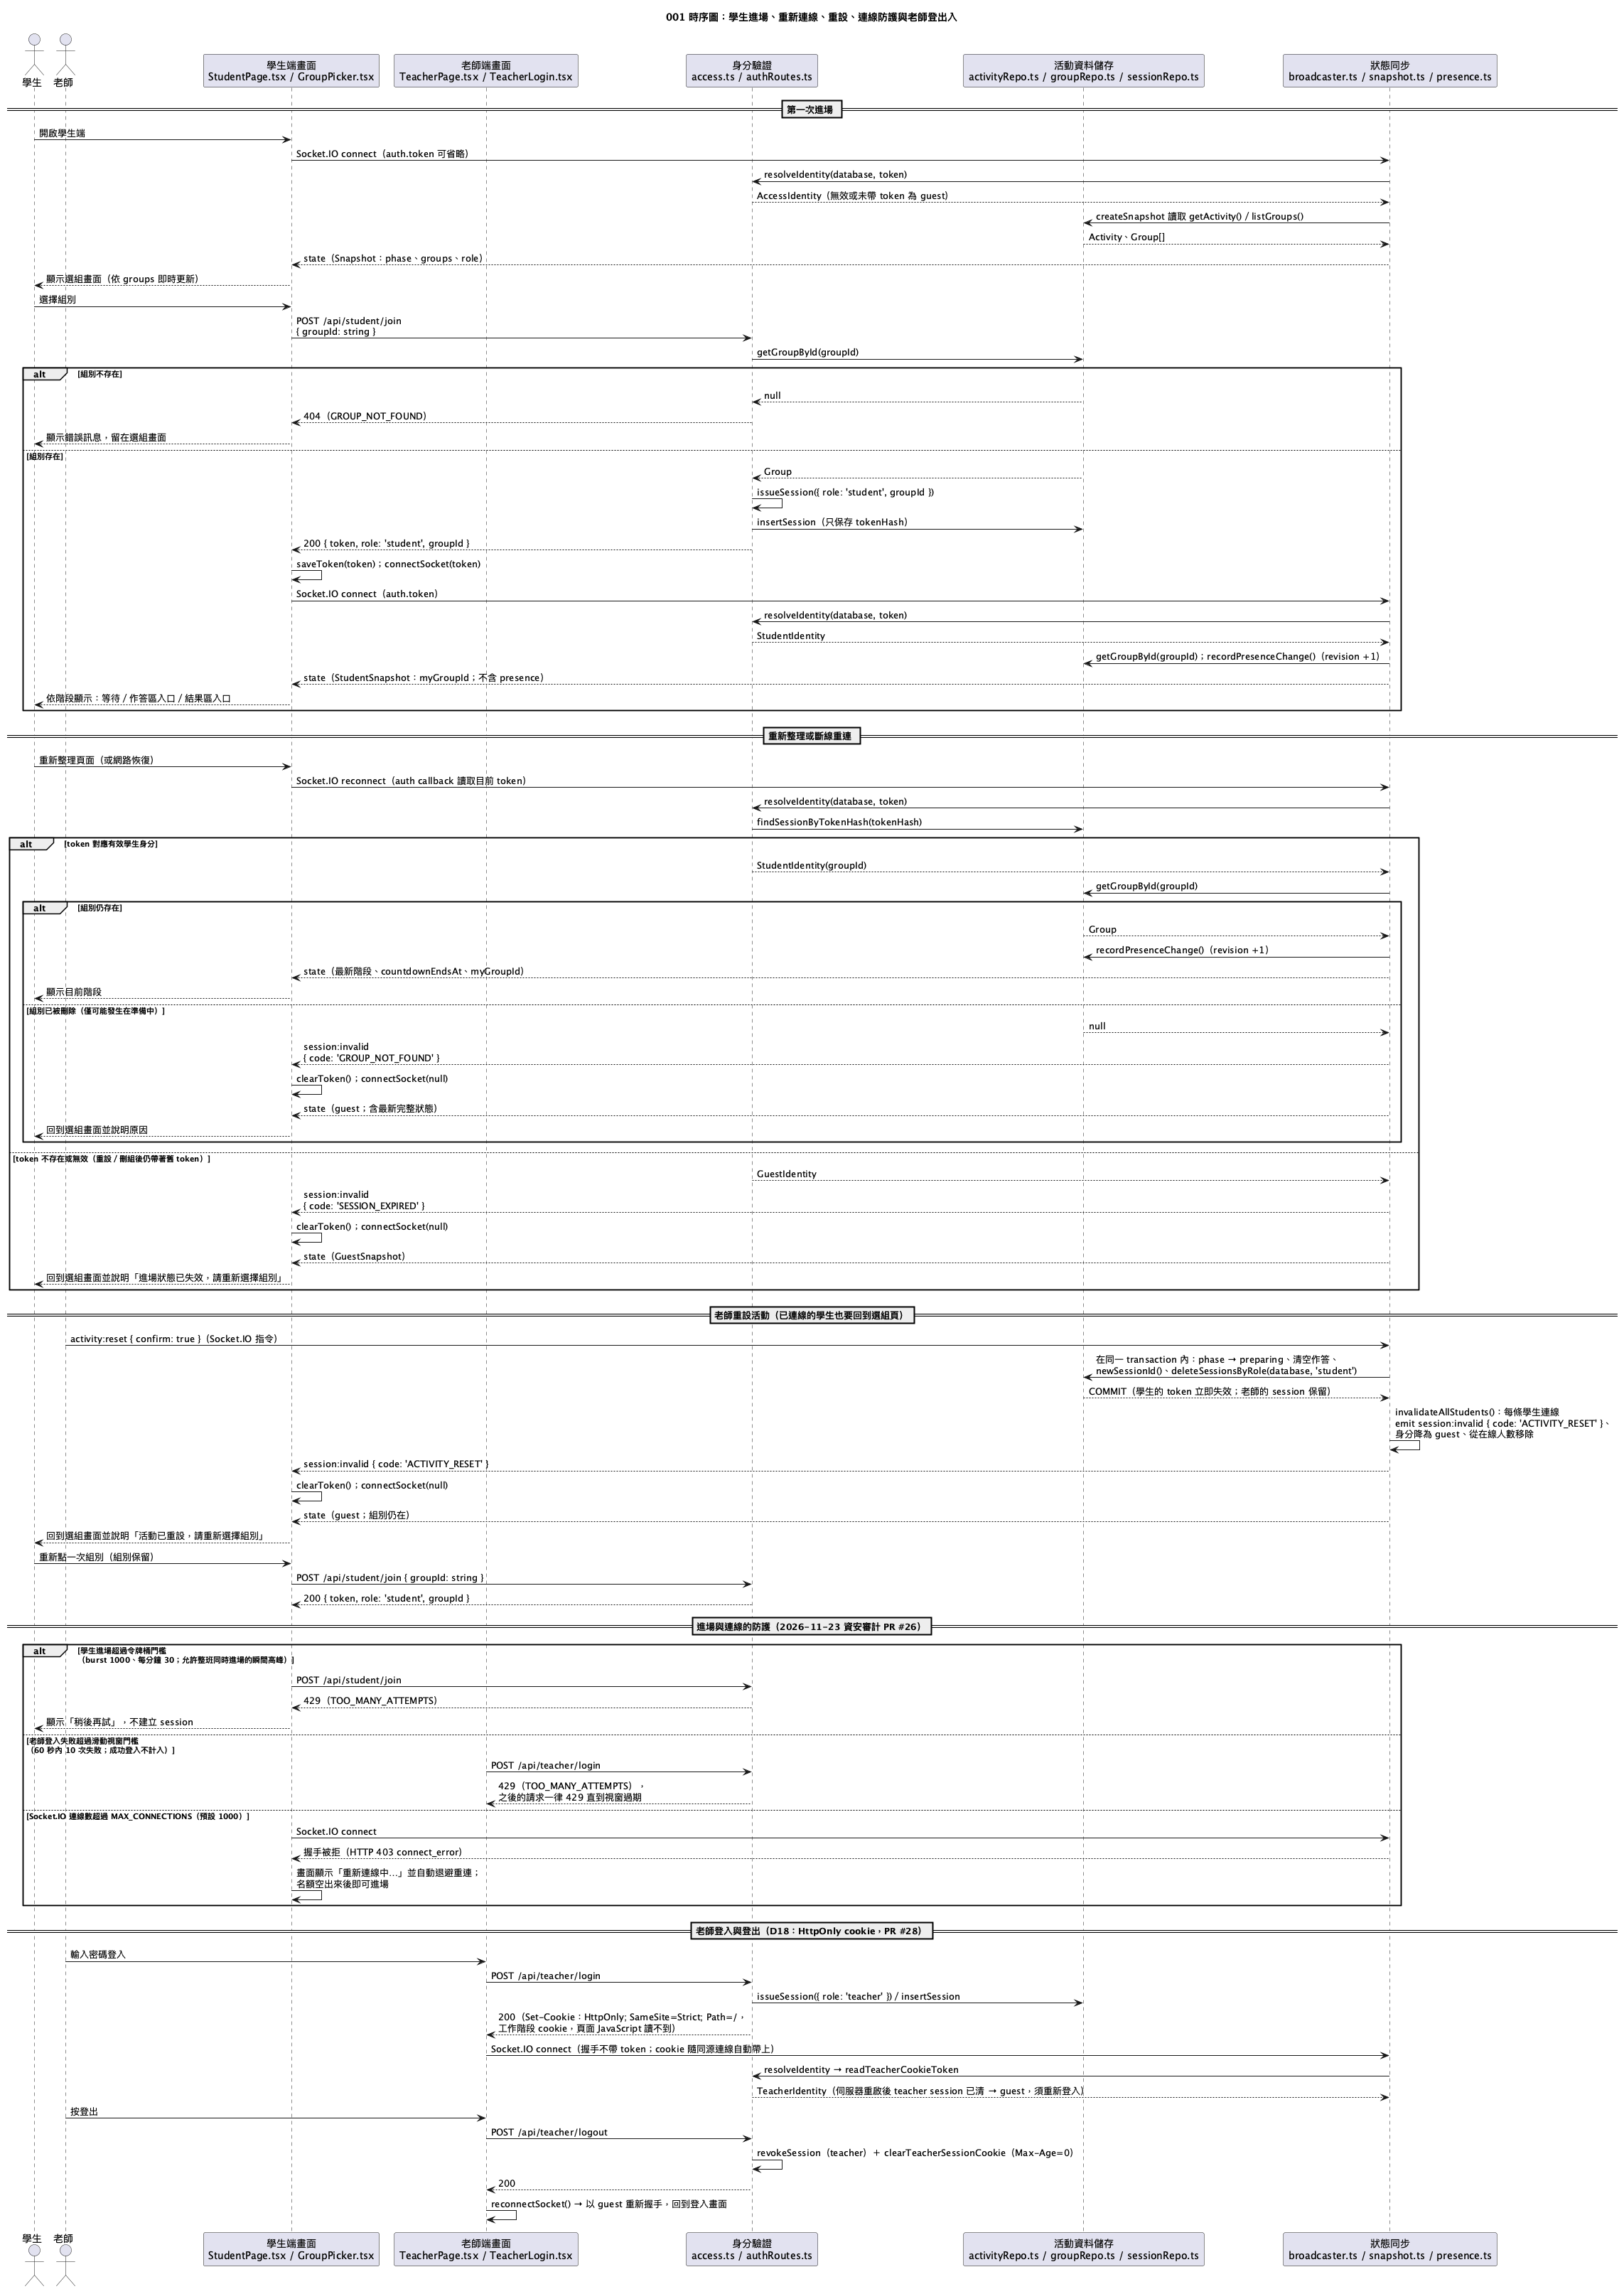 001 時序圖：學生進場、重新連線、重設、連線防護與老師登出入
學生
老師
學生端畫面
StudentPage.tsx / GroupPicker.tsx
老師端畫面
TeacherPage.tsx / TeacherLogin.tsx
身分驗證
access.ts / authRoutes.ts
活動資料儲存
activityRepo.ts / groupRepo.ts / sessionRepo.ts
狀態同步
broadcaster.ts / snapshot.ts / presence.ts
第一次進場
開啟學生端
Socket.IO connect（auth.token 可省略）
resolveIdentity(database, token)
AccessIdentity（無效或未帶 token 為 guest）
createSnapshot 讀取 getActivity() / listGroups()
Activity、Group[]
state（Snapshot：phase、groups、role）
顯示選組畫面（依 groups 即時更新）
選擇組別
POST /api/student/join
{ groupId: string }
getGroupById(groupId)
alt [組別不存在]
null
404（GROUP_NOT_FOUND）
顯示錯誤訊息，留在選組畫面
[組別存在]
Group
issueSession({ role: 'student', groupId })
insertSession（只保存 tokenHash）
200 { token, role: 'student', groupId }
saveToken(token)；connectSocket(token)
Socket.IO connect（auth.token）
resolveIdentity(database, token)
StudentIdentity
getGroupById(groupId)；recordPresenceChange()（revision +1）
state（StudentSnapshot：myGroupId；不含 presence）
依階段顯示：等待 / 作答區入口 / 結果區入口
重新整理或斷線重連
重新整理頁面（或網路恢復）
Socket.IO reconnect（auth callback 讀取目前 token）
resolveIdentity(database, token)
findSessionByTokenHash(tokenHash)
alt [token 對應有效學生身分]
StudentIdentity(groupId)
getGroupById(groupId)
alt [組別仍存在]
Group
recordPresenceChange()（revision +1）
state（最新階段、countdownEndsAt、myGroupId）
顯示目前階段
[組別已被刪除（僅可能發生在準備中）]
null
session:invalid
{ code: 'GROUP_NOT_FOUND' }
clearToken()；connectSocket(null)
state（guest；含最新完整狀態）
回到選組畫面並說明原因
[token 不存在或無效（重設 / 刪組後仍帶著舊 token）]
GuestIdentity
session:invalid
{ code: 'SESSION_EXPIRED' }
clearToken()；connectSocket(null)
state（GuestSnapshot）
回到選組畫面並說明「進場狀態已失效，請重新選擇組別」
老師重設活動（已連線的學生也要回到選組頁）
activity:reset { confirm: true }（Socket.IO 指令）
在同一 transaction 內：phase → preparing、清空作答、
newSessionId()、deleteSessionsByRole(database, 'student')
COMMIT（學生的 token 立即失效；老師的 session 保留）
invalidateAllStudents()：每條學生連線
emit session:invalid { code: 'ACTIVITY_RESET' }、
身分降為 guest、從在線人數移除
session:invalid { code: 'ACTIVITY_RESET' }
clearToken()；connectSocket(null)
state（guest；組別仍在）
回到選組畫面並說明「活動已重設，請重新選擇組別」
重新點一次組別（組別保留）
POST /api/student/join { groupId: string }
200 { token, role: 'student', groupId }
進場與連線的防護（2026-11-23 資安審計 PR #26）
alt [學生進場超過令牌桶門檻
（burst 1000、每分鐘 30；允許整班同時進場的瞬間高峰）]
POST /api/student/join
429（TOO_MANY_ATTEMPTS）
顯示「稍後再試」，不建立 session
[老師登入失敗超過滑動視窗門檻
（60 秒內 10 次失敗；成功登入不計入）]
POST /api/teacher/login
429（TOO_MANY_ATTEMPTS），
之後的請求一律 429 直到視窗過期
[Socket.IO 連線數超過 MAX_CONNECTIONS（預設 1000）]
Socket.IO connect
握手被拒（HTTP 403 connect_error）
畫面顯示「重新連線中…」並自動退避重連；
名額空出來後即可進場
老師登入與登出（D18：HttpOnly cookie，PR #28）
輸入密碼登入
POST /api/teacher/login
issueSession({ role: 'teacher' }) / insertSession
200（Set-Cookie：HttpOnly; SameSite=Strict; Path=/，
工作階段 cookie，頁面 JavaScript 讀不到）
Socket.IO connect（握手不帶 token；cookie 隨同源連線自動帶上）
resolveIdentity → readTeacherCookieToken
TeacherIdentity（伺服器重啟後 teacher session 已清 → guest，須重新登入）
按登出
POST /api/teacher/logout
revokeSession（teacher）＋ clearTeacherSessionCookie（Max-Age=0）
200
reconnectSocket() → 以 guest 重新握手，回到登入畫面
學生
老師
學生端畫面
StudentPage.tsx / GroupPicker.tsx
老師端畫面
TeacherPage.tsx / TeacherLogin.tsx
身分驗證
access.ts / authRoutes.ts
活動資料儲存
activityRepo.ts / groupRepo.ts / sessionRepo.ts
狀態同步
broadcaster.ts / snapshot.ts / presence.ts